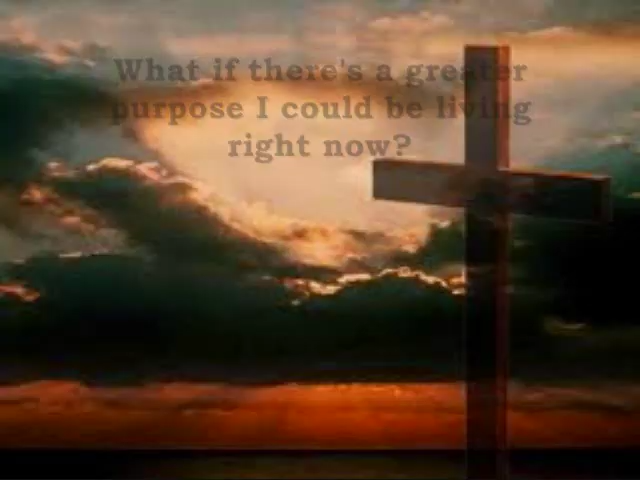 What if there's a greater
purpose I could be living
right now?